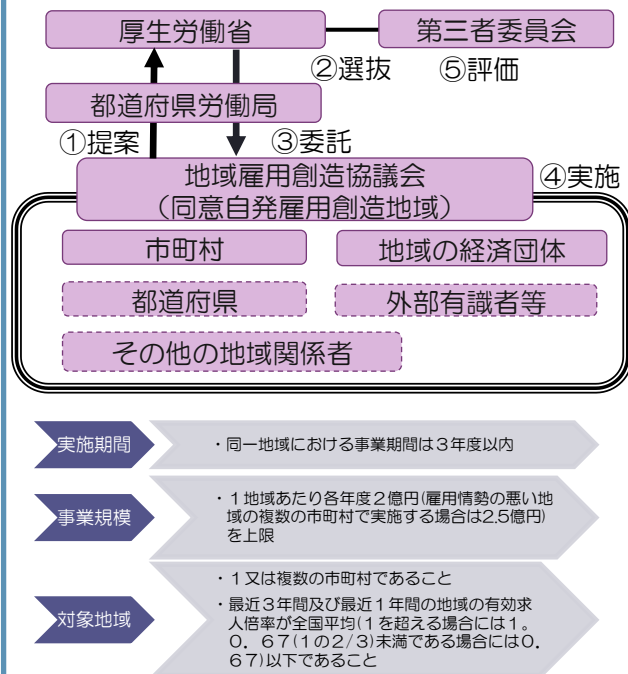 厚生労働省
第三者委員会
②選抜
⑤評価
都道府県労働局
①提案
③委託
地域雇用創造協議会
（同意自発雇用創造地域）
④実施
市町村
地域の経済団体
都道府県
外部有識者等
その他の地域関係者
実施期間
・同一地域における事業期間は３年度以内
事業規模
・１地域あたり各年度２億円(雇用情勢の悪い地
域の複数の市町村で実施する場合は2.5億円)
を上限
対象地域
・１又は複数の市町村であること
・最近３年間及び最近１年間の地域の有効求
人倍率が全国平均(１を超える場合には１。
０．６７(１の２/３)未満である場合には０．
６７)以下であること